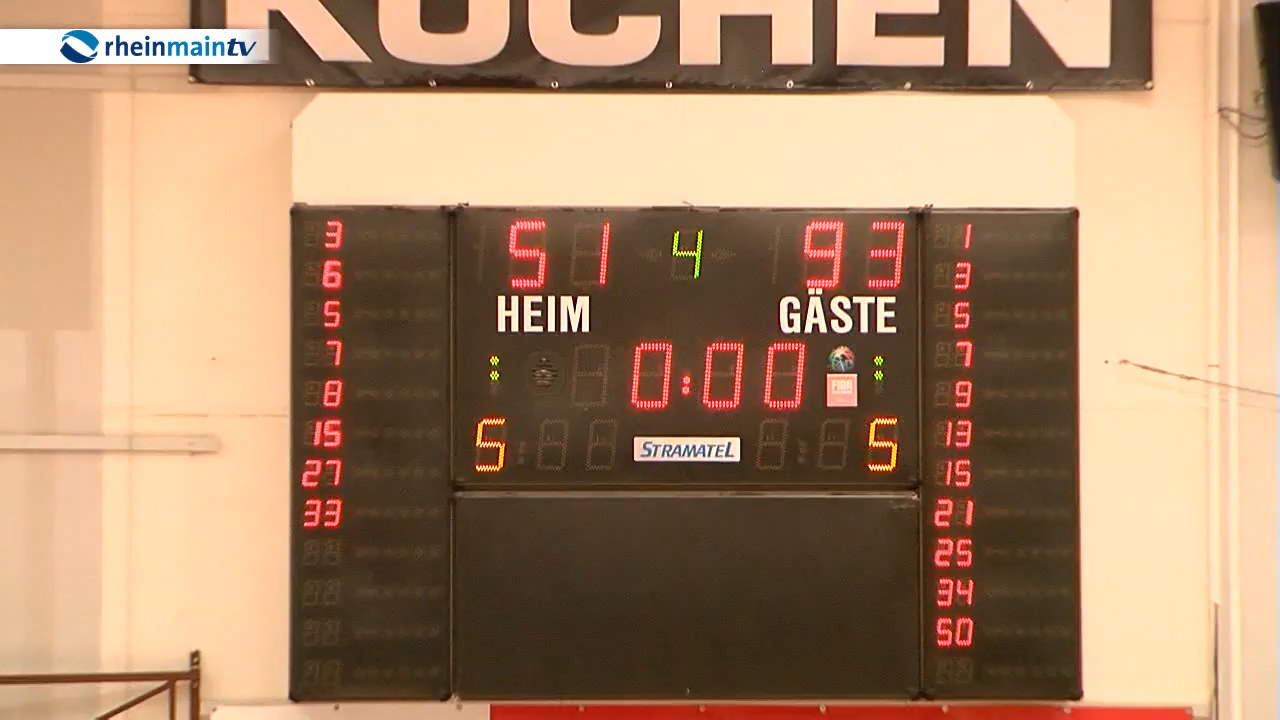 KOCHEN
rheinmaintv
3 51 4 93 1
6 3
HEIM GÄSTE
5 5
7 : 0:00 : 7
8 FIBA 9
15 5 STRAMATEL 5 13
27 15
33 21
25
34
50